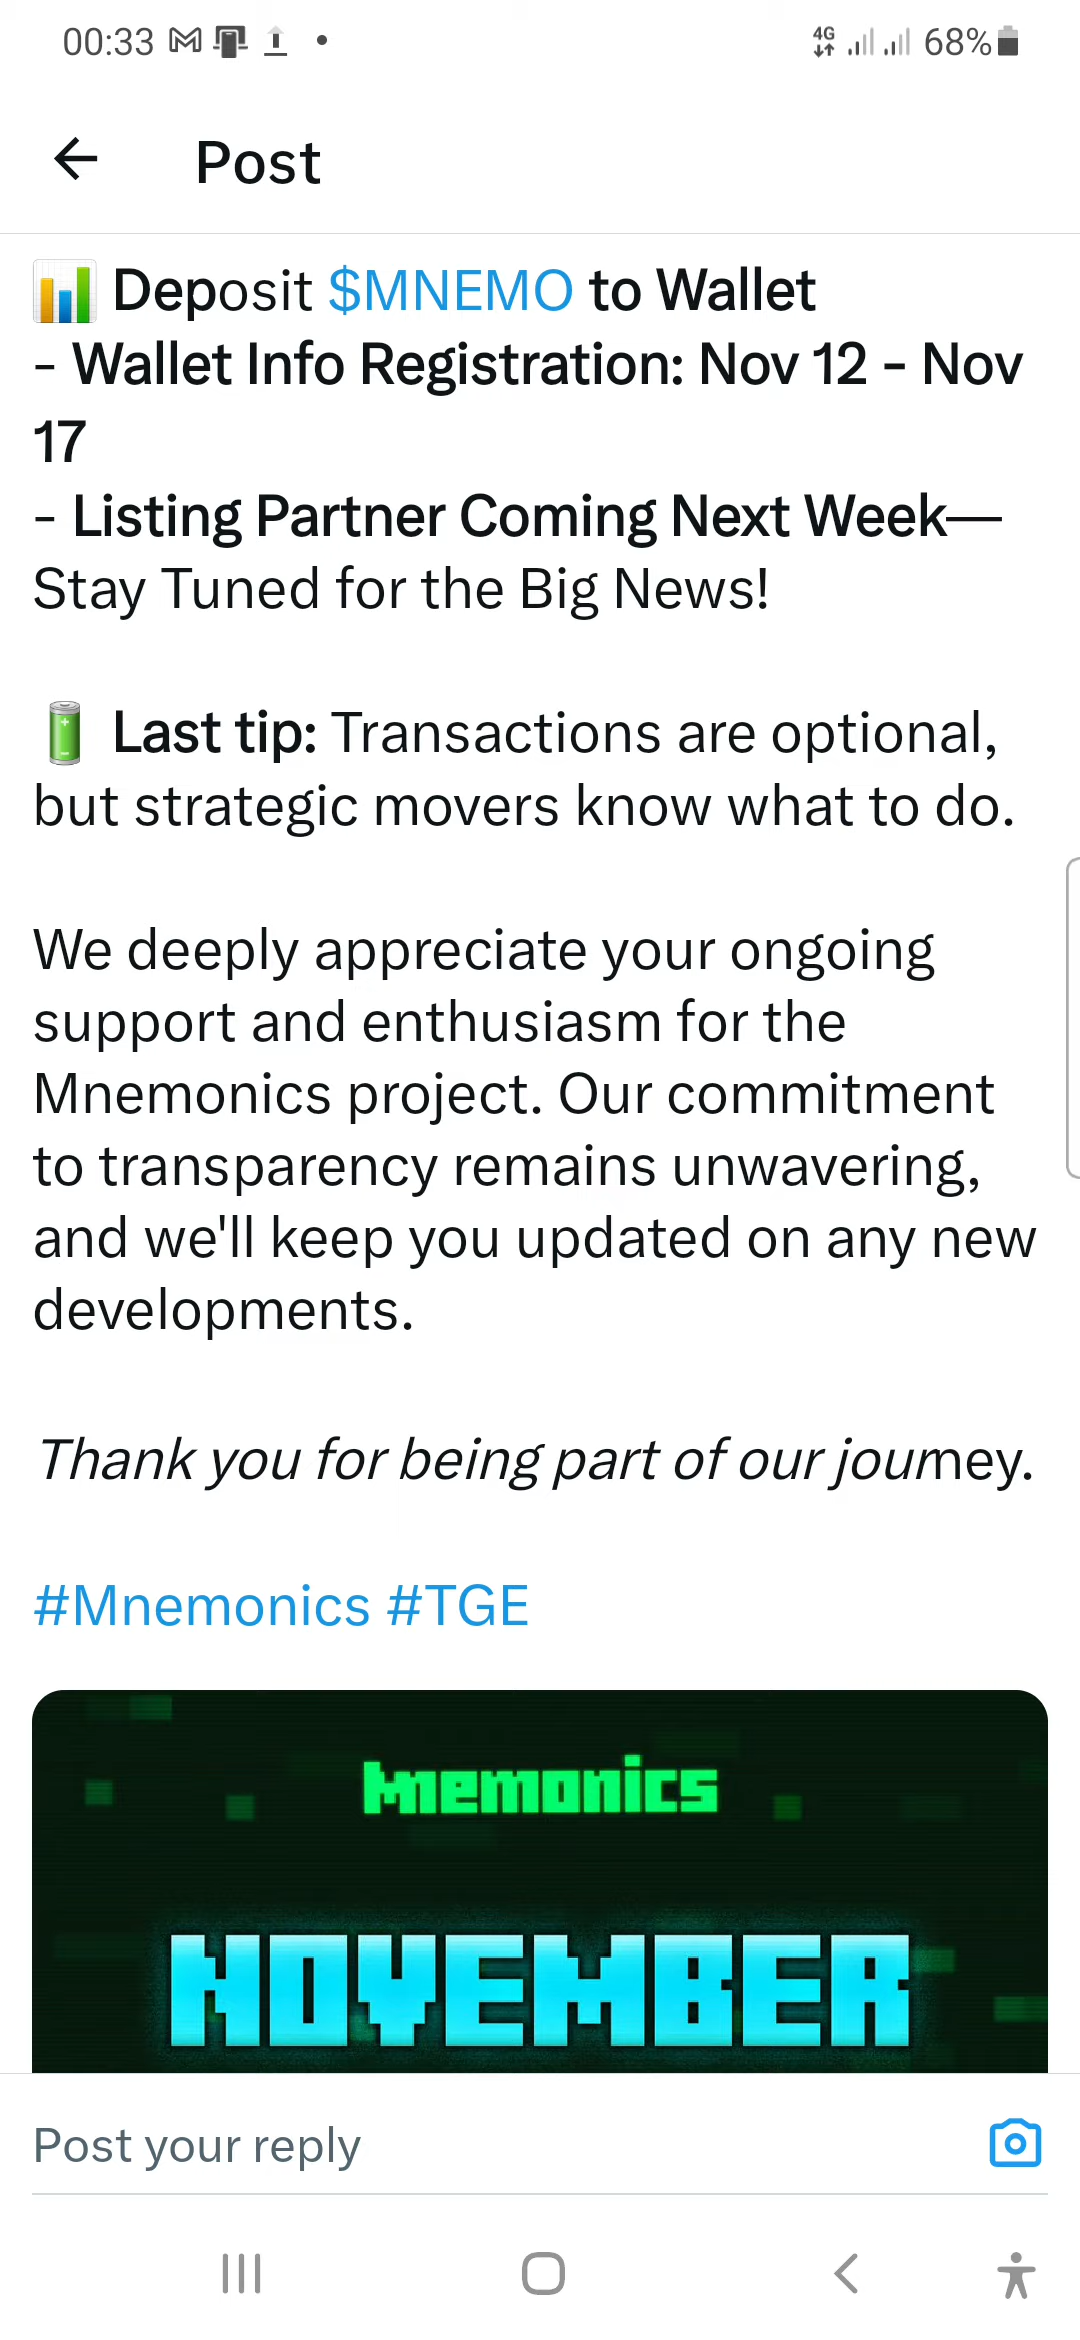 00:33
4G
68%
Post
📊 Deposit $MNEMO to Wallet
- Wallet Info Registration: Nov 12 - Nov
17
- Listing Partner Coming Next Week—
Stay Tuned for the Big News!
🔋 Last tip: Transactions are optional,
but strategic movers know what to do.
We deeply appreciate your ongoing
support and enthusiasm for the
Mnemonics project. Our commitment
to transparency remains unwavering,
and we'll keep you updated on any new
developments.
Thank you for being part of our journey.
#Mnemonics #TGE
mnemonics
NOVEMBER
Post your reply